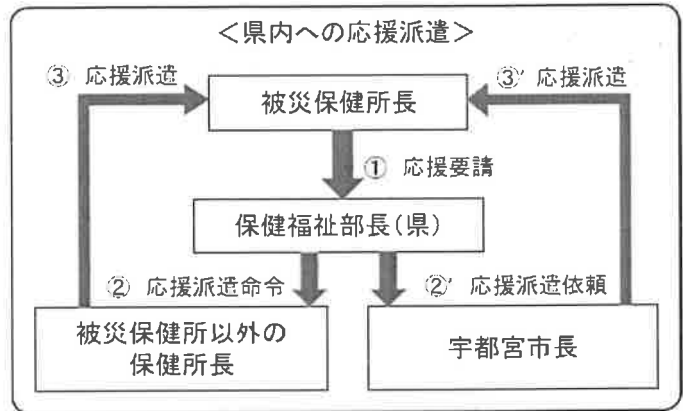 ＜県内への応援派遣＞
③ 応援派遣
③′ 応援派遣
被災保健所長
① 応援要請
保健福祉部長（県）
② 応援派遣命令
②′ 応援派遣依頼
被災保健所以外の
保健所長
宇都宮市長